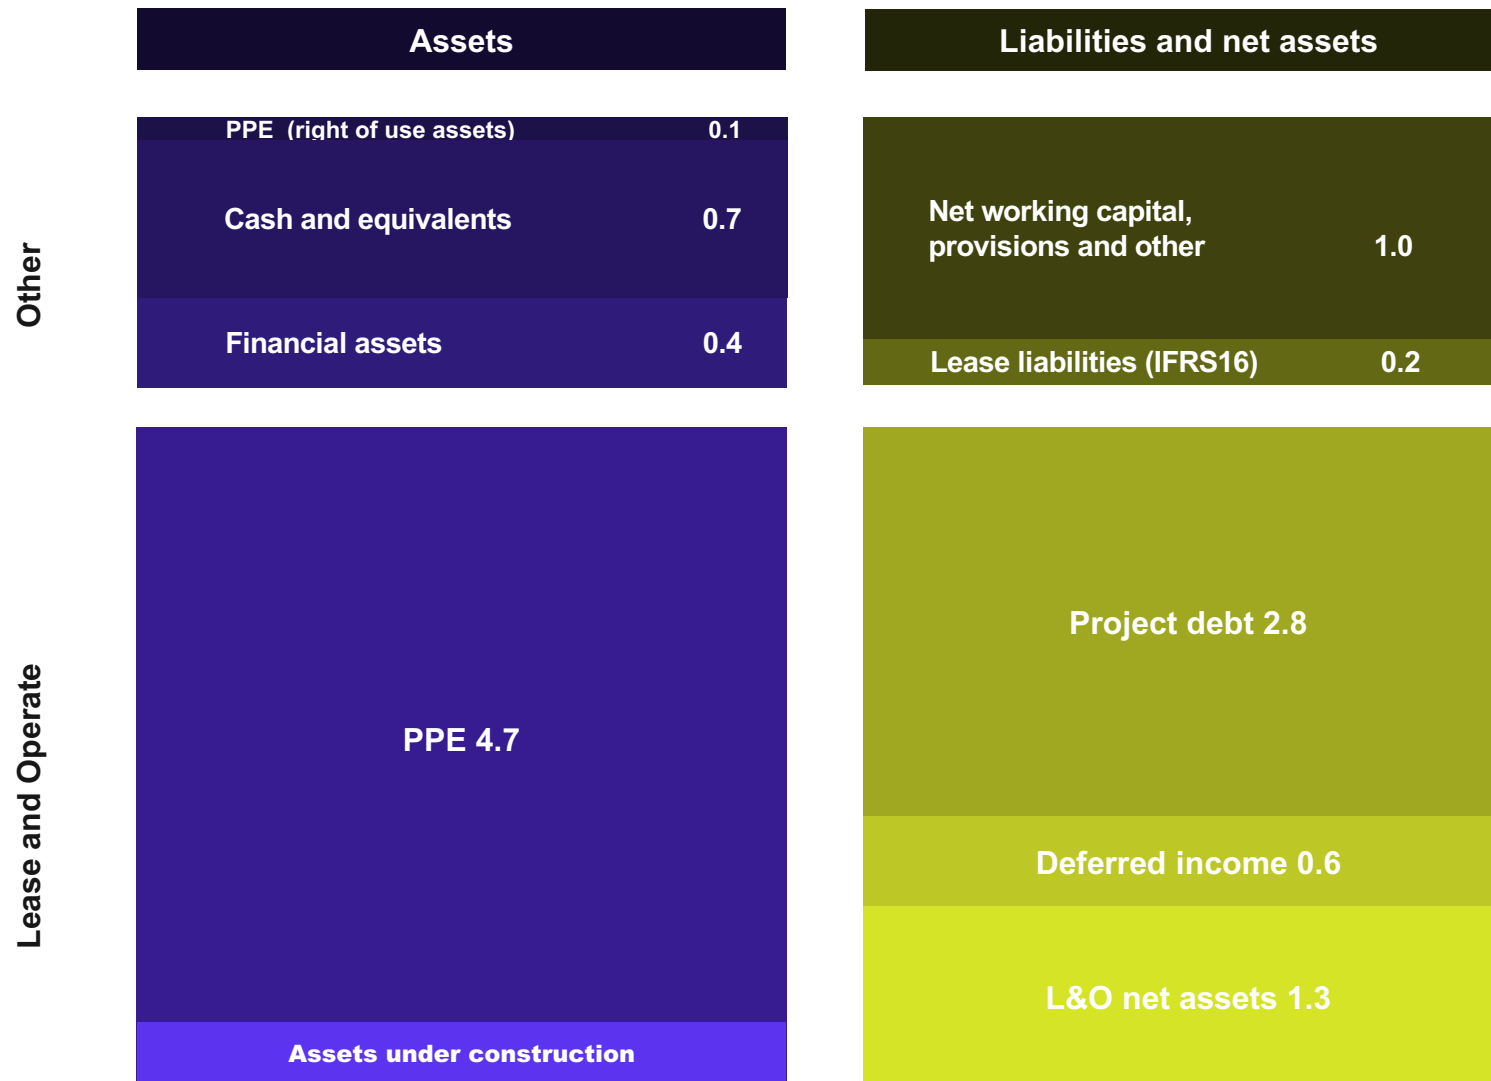 Assets
Liabilities and net assets
Other
PPE (right of use assets) 0.1
Cash and equivalents 0.7
Financial assets 0.4
Net working capital,
provisions and other 1.0
Lease liabilities (IFRS16) 0.2
Lease and Operate
PPE 4.7
Assets under construction
Project debt 2.8
Deferred income 0.6
L&O net assets 1.3